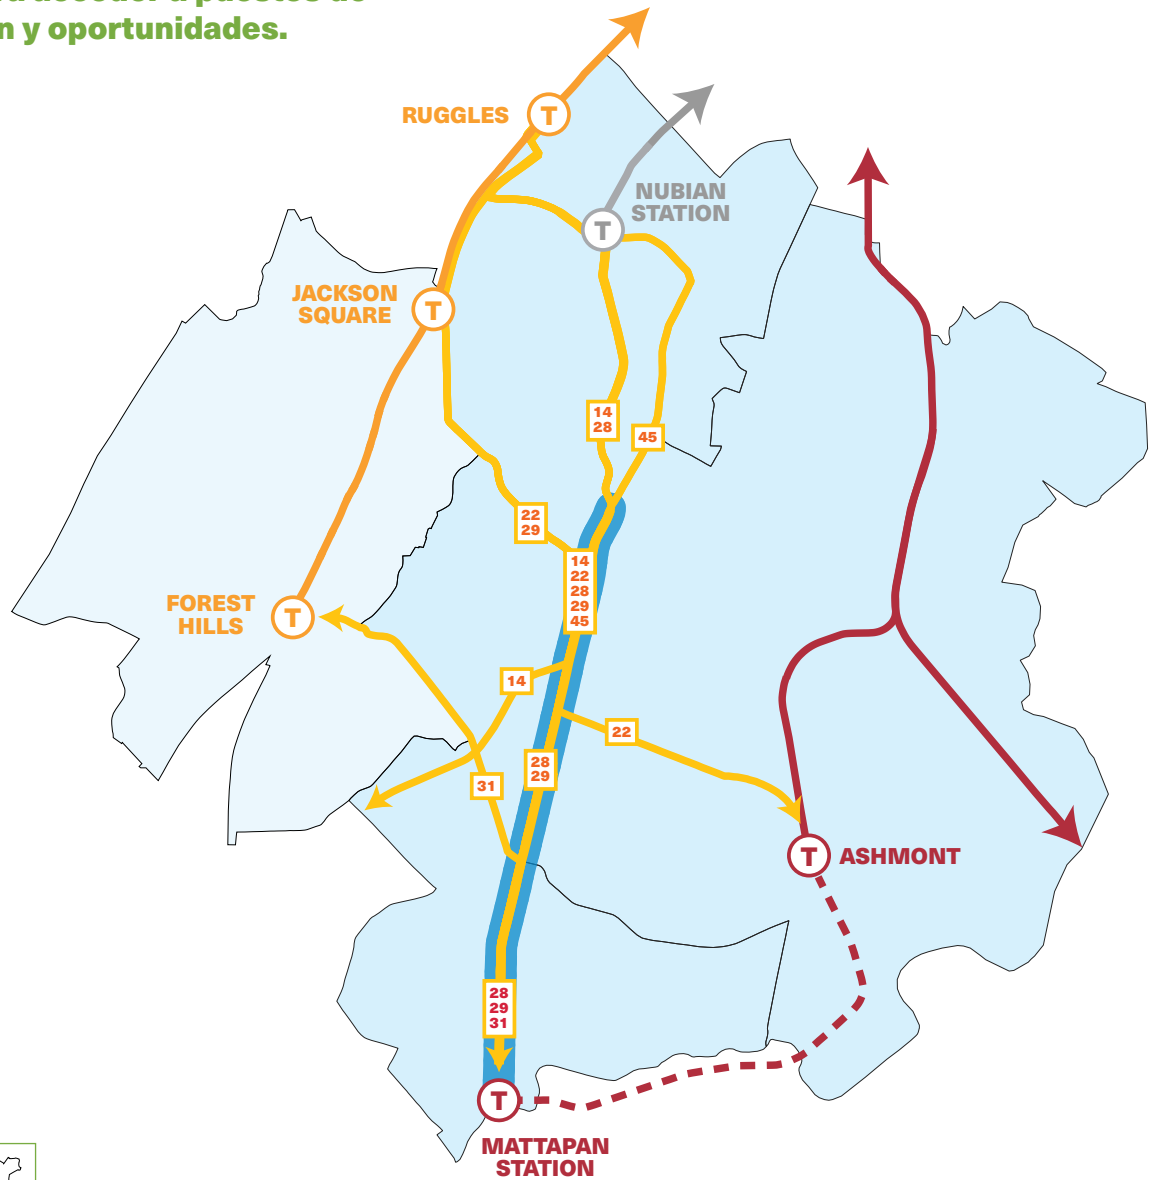 n y oportunidades.
RUGGLES
T
NUBIAN
STATION
T
JACKSON
SQUARE
T
14
28
45
22
29
14
22
28
29
45
FOREST
HILLS
T
14
22
28
29
31
T
ASHMONT
28
29
31
T
MATTAPAN
STATION